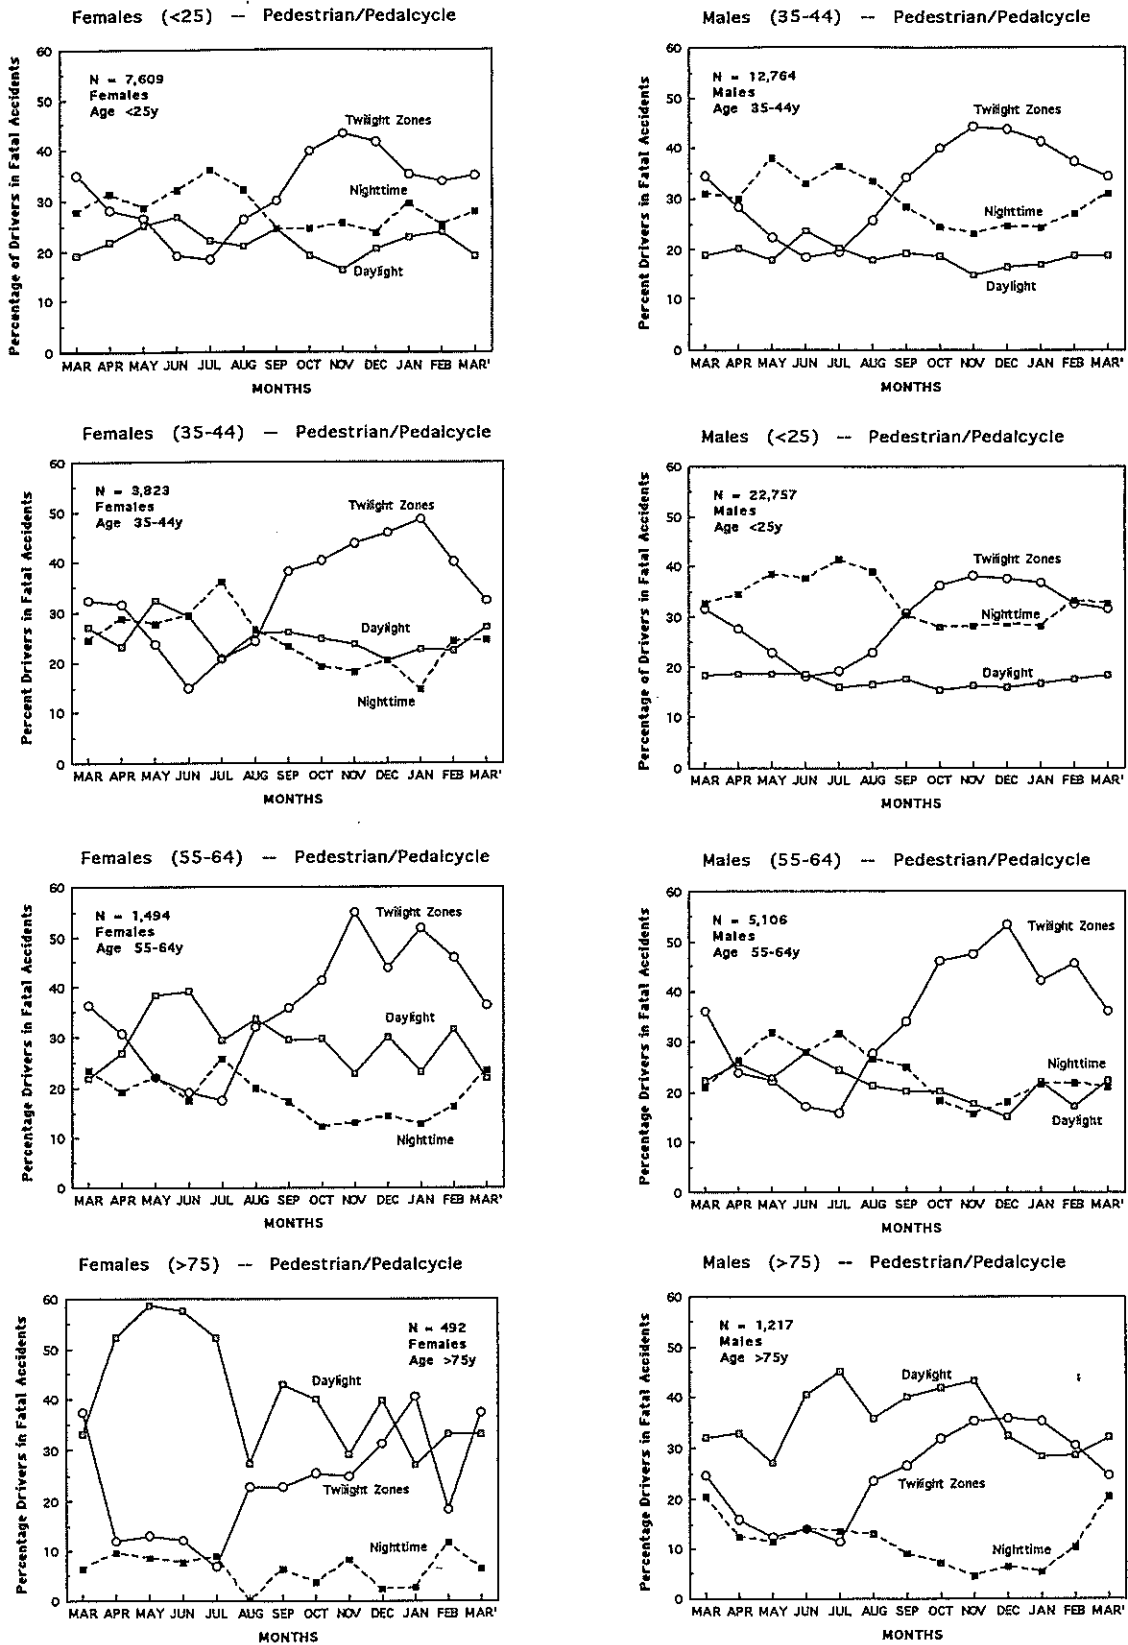 Females (<25) -- Pedestrian/Pedalcycle
Percentage of Drivers in Fatal Accidents
60
50
40
30
20
10
0
N = 7,609
Females
Age <25y
Twilight Zones
Nighttime
Daylight
MAR APR MAY JUN JUL AUG SEP OCT NOV DEC JAN FEB MAR'
MONTHS
Males (35-44) -- Pedestrian/Pedalcycle
Percent Drivers in Fatal Accidents
60
50
40
30
20
10
0
N = 12,764
Males
Age 35-44y
Twilight Zones
Nighttime
Daylight
MAR APR MAY JUN JUL AUG SEP OCT NOV DEC JAN FEB MAR'
MONTHS
Females (35-44) -- Pedestrian/Pedalcycle
Percent Drivers in Fatal Accidents
60
50
40
30
20
10
0
N = 3,823
Females
Age 35-44y
Twilight Zones
Daylight
Nighttime
MAR APR MAY JUN JUL AUG SEP OCT NOV DEC JAN FEB MAR'
MONTHS
Males (<25) -- Pedestrian/Pedalcycle
Percentage of Drivers in Fatal Accidents
60
50
40
30
20
10
0
N = 22,757
Males
Age <25y
Twilight Zones
Nighttime
Daylight
MAR APR MAY JUN JUL AUG SEP OCT NOV DEC JAN FEB MAR'
MONTHS
Females (55-64) -- Pedestrian/Pedalcycle
Percentage Drivers in Fatal Accidents
60
50
40
30
20
10
0
N = 1,494
Females
Age 55-64y
Twilight Zones
Daylight
Nighttime
MAR APR MAY JUN JUL AUG SEP OCT NOV DEC JAN FEB MAR'
MONTHS
Males (55-64) -- Pedestrian/Pedalcycle
Percentage Drivers in Fatal Accidents
60
50
40
30
20
10
0
N = 5,106
Males
Age 55-64y
Twilight Zones
Nighttime
Daylight
MAR APR MAY JUN JUL AUG SEP OCT NOV DEC JAN FEB MAR'
MONTHS
Females (>75) -- Pedestrian/Pedalcycle
Percentage Drivers in Fatal Accidents
60
50
40
30
20
10
0
N = 492
Females
Age >75y
Daylight
Twilight Zones
Nighttime
MAR APR MAY JUN JUL AUG SEP OCT NOV DEC JAN FEB MAR'
MONTHS
Males (>75) -- Pedestrian/Pedalcycle
Percentage Drivers in Fatal Accidents
60
50
40
30
20
10
0
N = 1,217
Males
Age >75y
Daylight
Twilight Zones
Nighttime
MAR APR MAY JUN JUL AUG SEP OCT NOV DEC JAN FEB MAR'
MONTHS